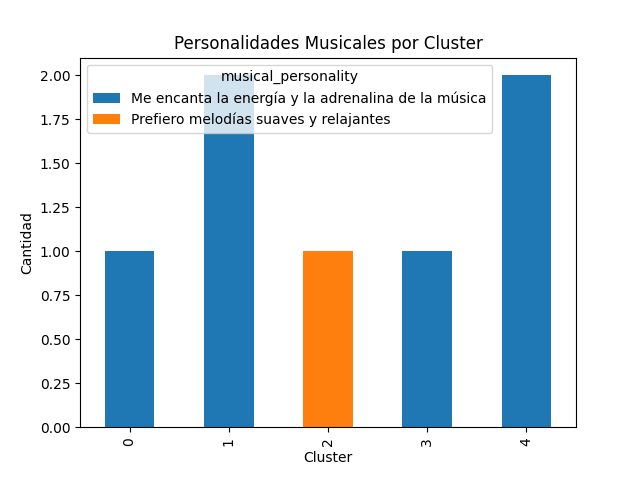 Personalidades Musicales por Cluster
musical_personality
Me encanta la energía y la adrenalina de la música
Prefiero melodías suaves y relajantes
2.00
1.75
1.50
1.25
1.00
0.75
0.50
0.25
0.00
Cantidad
0 1 2 3 4
Cluster